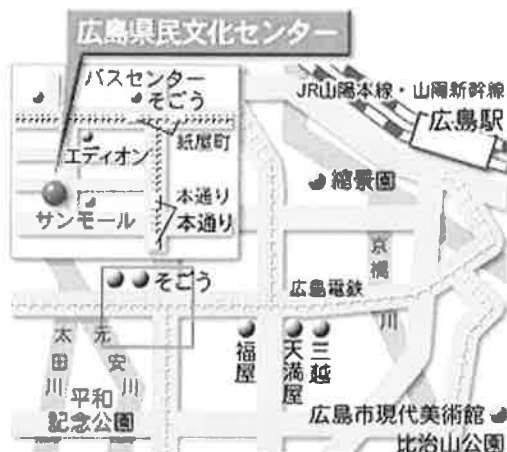 広島県民文化センター
バスセンター
そごう
紙屋町
エディオン
本通り
本通り
サンモール
JR山陽本線・山陽新幹線
広島駅
縮景園
京橋川
そごう
広島電鉄
福屋
天満屋
三越
太田川
元安川
平和
記念公園
広島市現代美術館
比治山公園